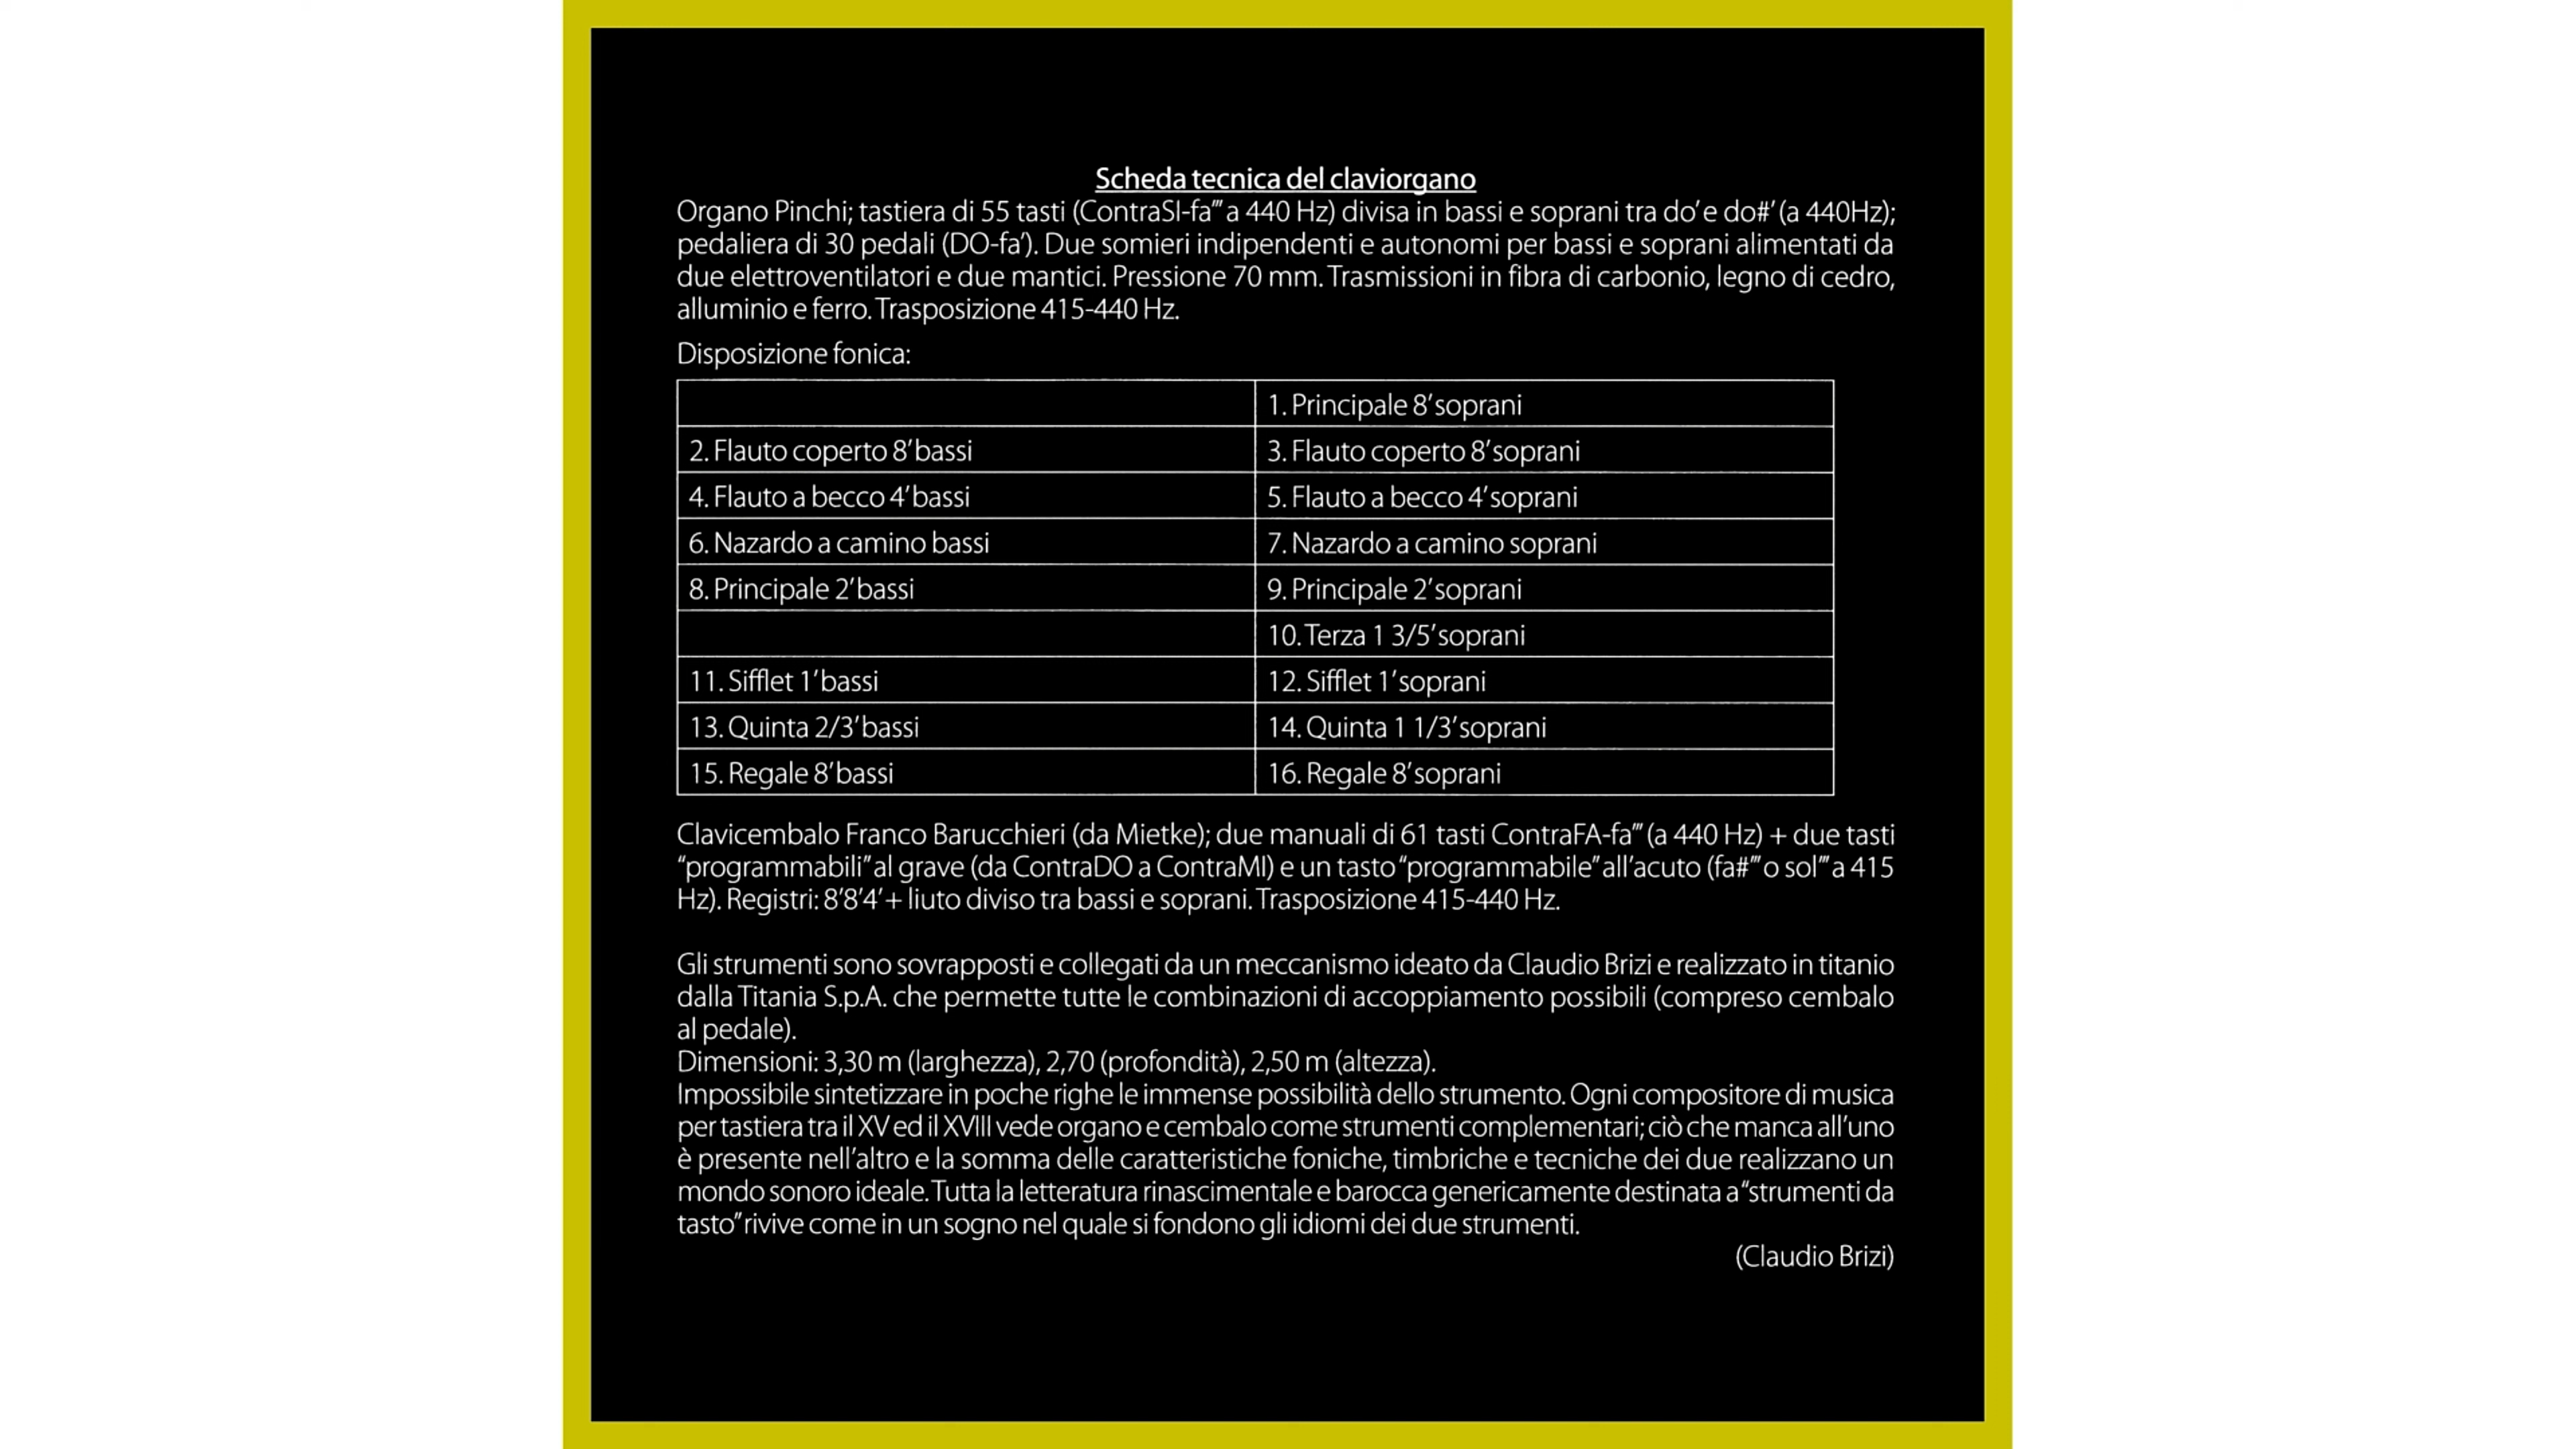 Scheda tecnica del claviorgano
Organo Pinchi; tastiera di 55 tasti (ContraSI-fa''' a 440 Hz) divisa in bassi e soprani tra do' e do#' (a 440Hz);
pedaliera di 30 pedali (DO-fa'). Due somieri indipendenti e autonomi per bassi e soprani alimentati da
due elettroventilatori e due mantici. Pressione 70 mm. Trasmissioni in fibra di carbonio, legno di cedro,
alluminio e ferro. Trasposizione 415-440 Hz.
Disposizione fonica:
1. Principale 8' soprani
2. Flauto coperto 8' bassi
3. Flauto coperto 8' soprani
4. Flauto a becco 4' bassi
5. Flauto a becco 4' soprani
6. Nazardo a camino bassi
7. Nazardo a camino soprani
8. Principale 2' bassi
9. Principale 2' soprani
10. Terza 1 3/5' soprani
11. Sifflet 1' bassi
12. Sifflet 1' soprani
13. Quinta 2/3' bassi
14. Quinta 1 1/3' soprani
15. Regale 8' bassi
16. Regale 8' soprani
Clavicembalo Franco Barucchieri (da Mietke); due manuali di 61 tasti ContraFA-fa''' (a 440 Hz) + due tasti
"programmabili" al grave (da ContraDO a ContraMI) e un tasto "programmabile" all'acuto (fa#''' o sol''' a 415
Hz). Registri: 8'8'4' + liuto diviso tra bassi e soprani. Trasposizione 415-440 Hz.
Gli strumenti sono sovrapposti e collegati da un meccanismo ideato da Claudio Brizi e realizzato in titanio
dalla Titania S.p.A. che permette tutte le combinazioni di accoppiamento possibili (compreso cembalo
al pedale).
Dimensioni: 3,30 m (larghezza), 2,70 (profondità), 2,50 m (altezza).
Impossibile sintetizzare in poche righe le immense possibilità dello strumento. Ogni compositore di musica
per tastiera tra il XV ed il XVIII vede organo e cembalo come strumenti complementari; ciò che manca all'uno
è presente nell'altro e la somma delle caratteristiche foniche, timbriche e tecniche dei due realizzano un
mondo sonoro ideale. Tutta la letteratura rinascimentale e barocca genericamente destinata a "strumenti da
tasto" rivive come in un sogno nel quale si fondono gli idiomi dei due strumenti.
(Claudio Brizi)